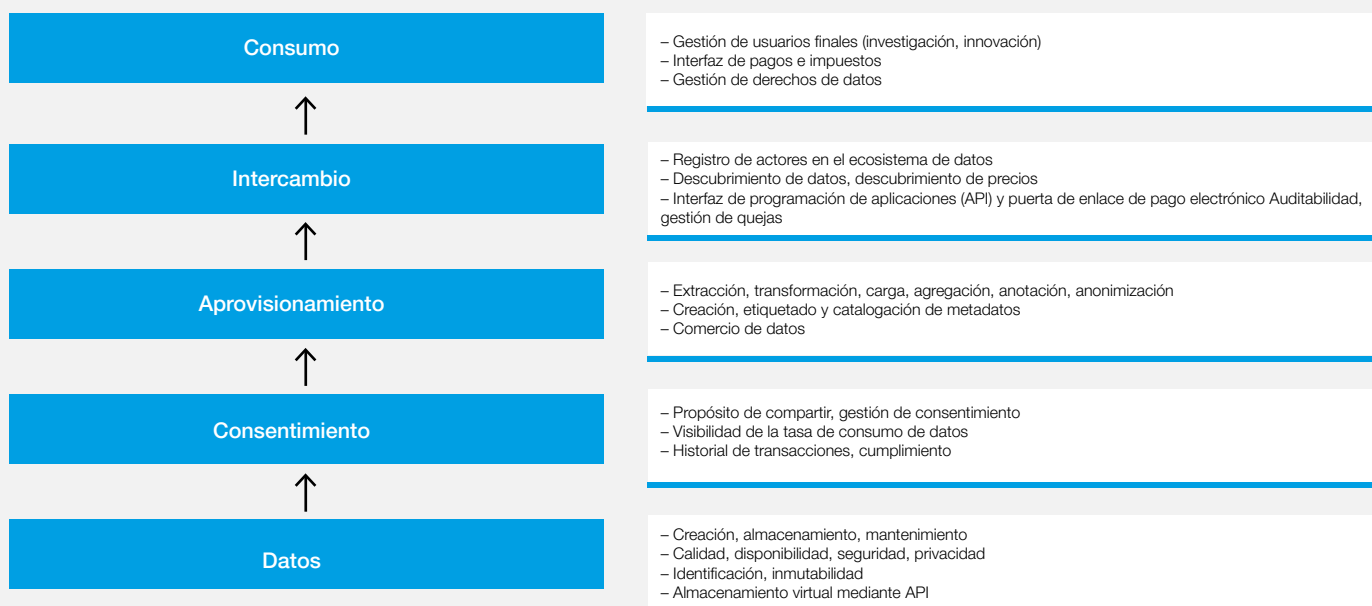 Consumo
– Gestión de usuarios finales (investigación, innovación)
– Interfaz de pagos e impuestos
– Gestión de derechos de datos
Intercambio
– Registro de actores en el ecosistema de datos
– Descubrimiento de datos, descubrimiento de precios
– Interfaz de programación de aplicaciones (API) y puerta de enlace de pago electrónico Auditabilidad,
gestión de quejas
Aprovisionamiento
– Extracción, transformación, carga, agregación, anotación, anonimización
– Creación, etiquetado y catalogación de metadatos
– Comercio de datos
Consentimiento
– Propósito de compartir, gestión de consentimiento
– Visibilidad de la tasa de consumo de datos
– Historial de transacciones, cumplimiento
Datos
– Creación, almacenamiento, mantenimiento
– Calidad, disponibilidad, seguridad, privacidad
– Identificación, inmutabilidad
– Almacenamiento virtual mediante API